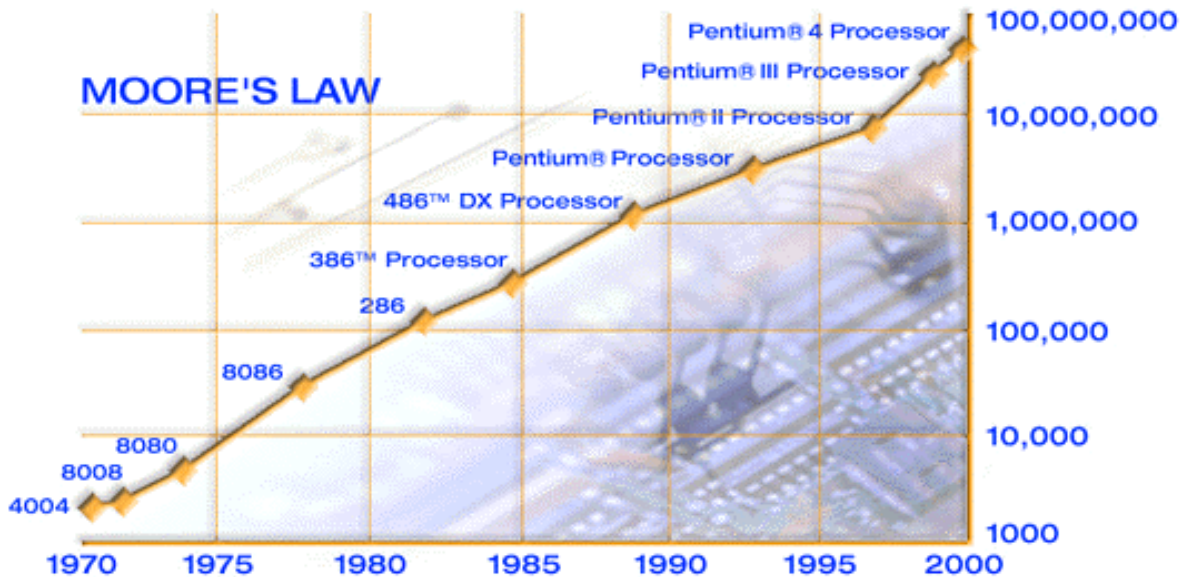 MOORE'S LAW
Pentium® 4 Processor
Pentium® III Processor
Pentium® II Processor
Pentium® Processor
486™ DX Processor
386™ Processor
286
8086
8080
8008
4004
100,000,000
10,000,000
1,000,000
100,000
10,000
1000
1970 1975 1980 1985 1990 1995 2000